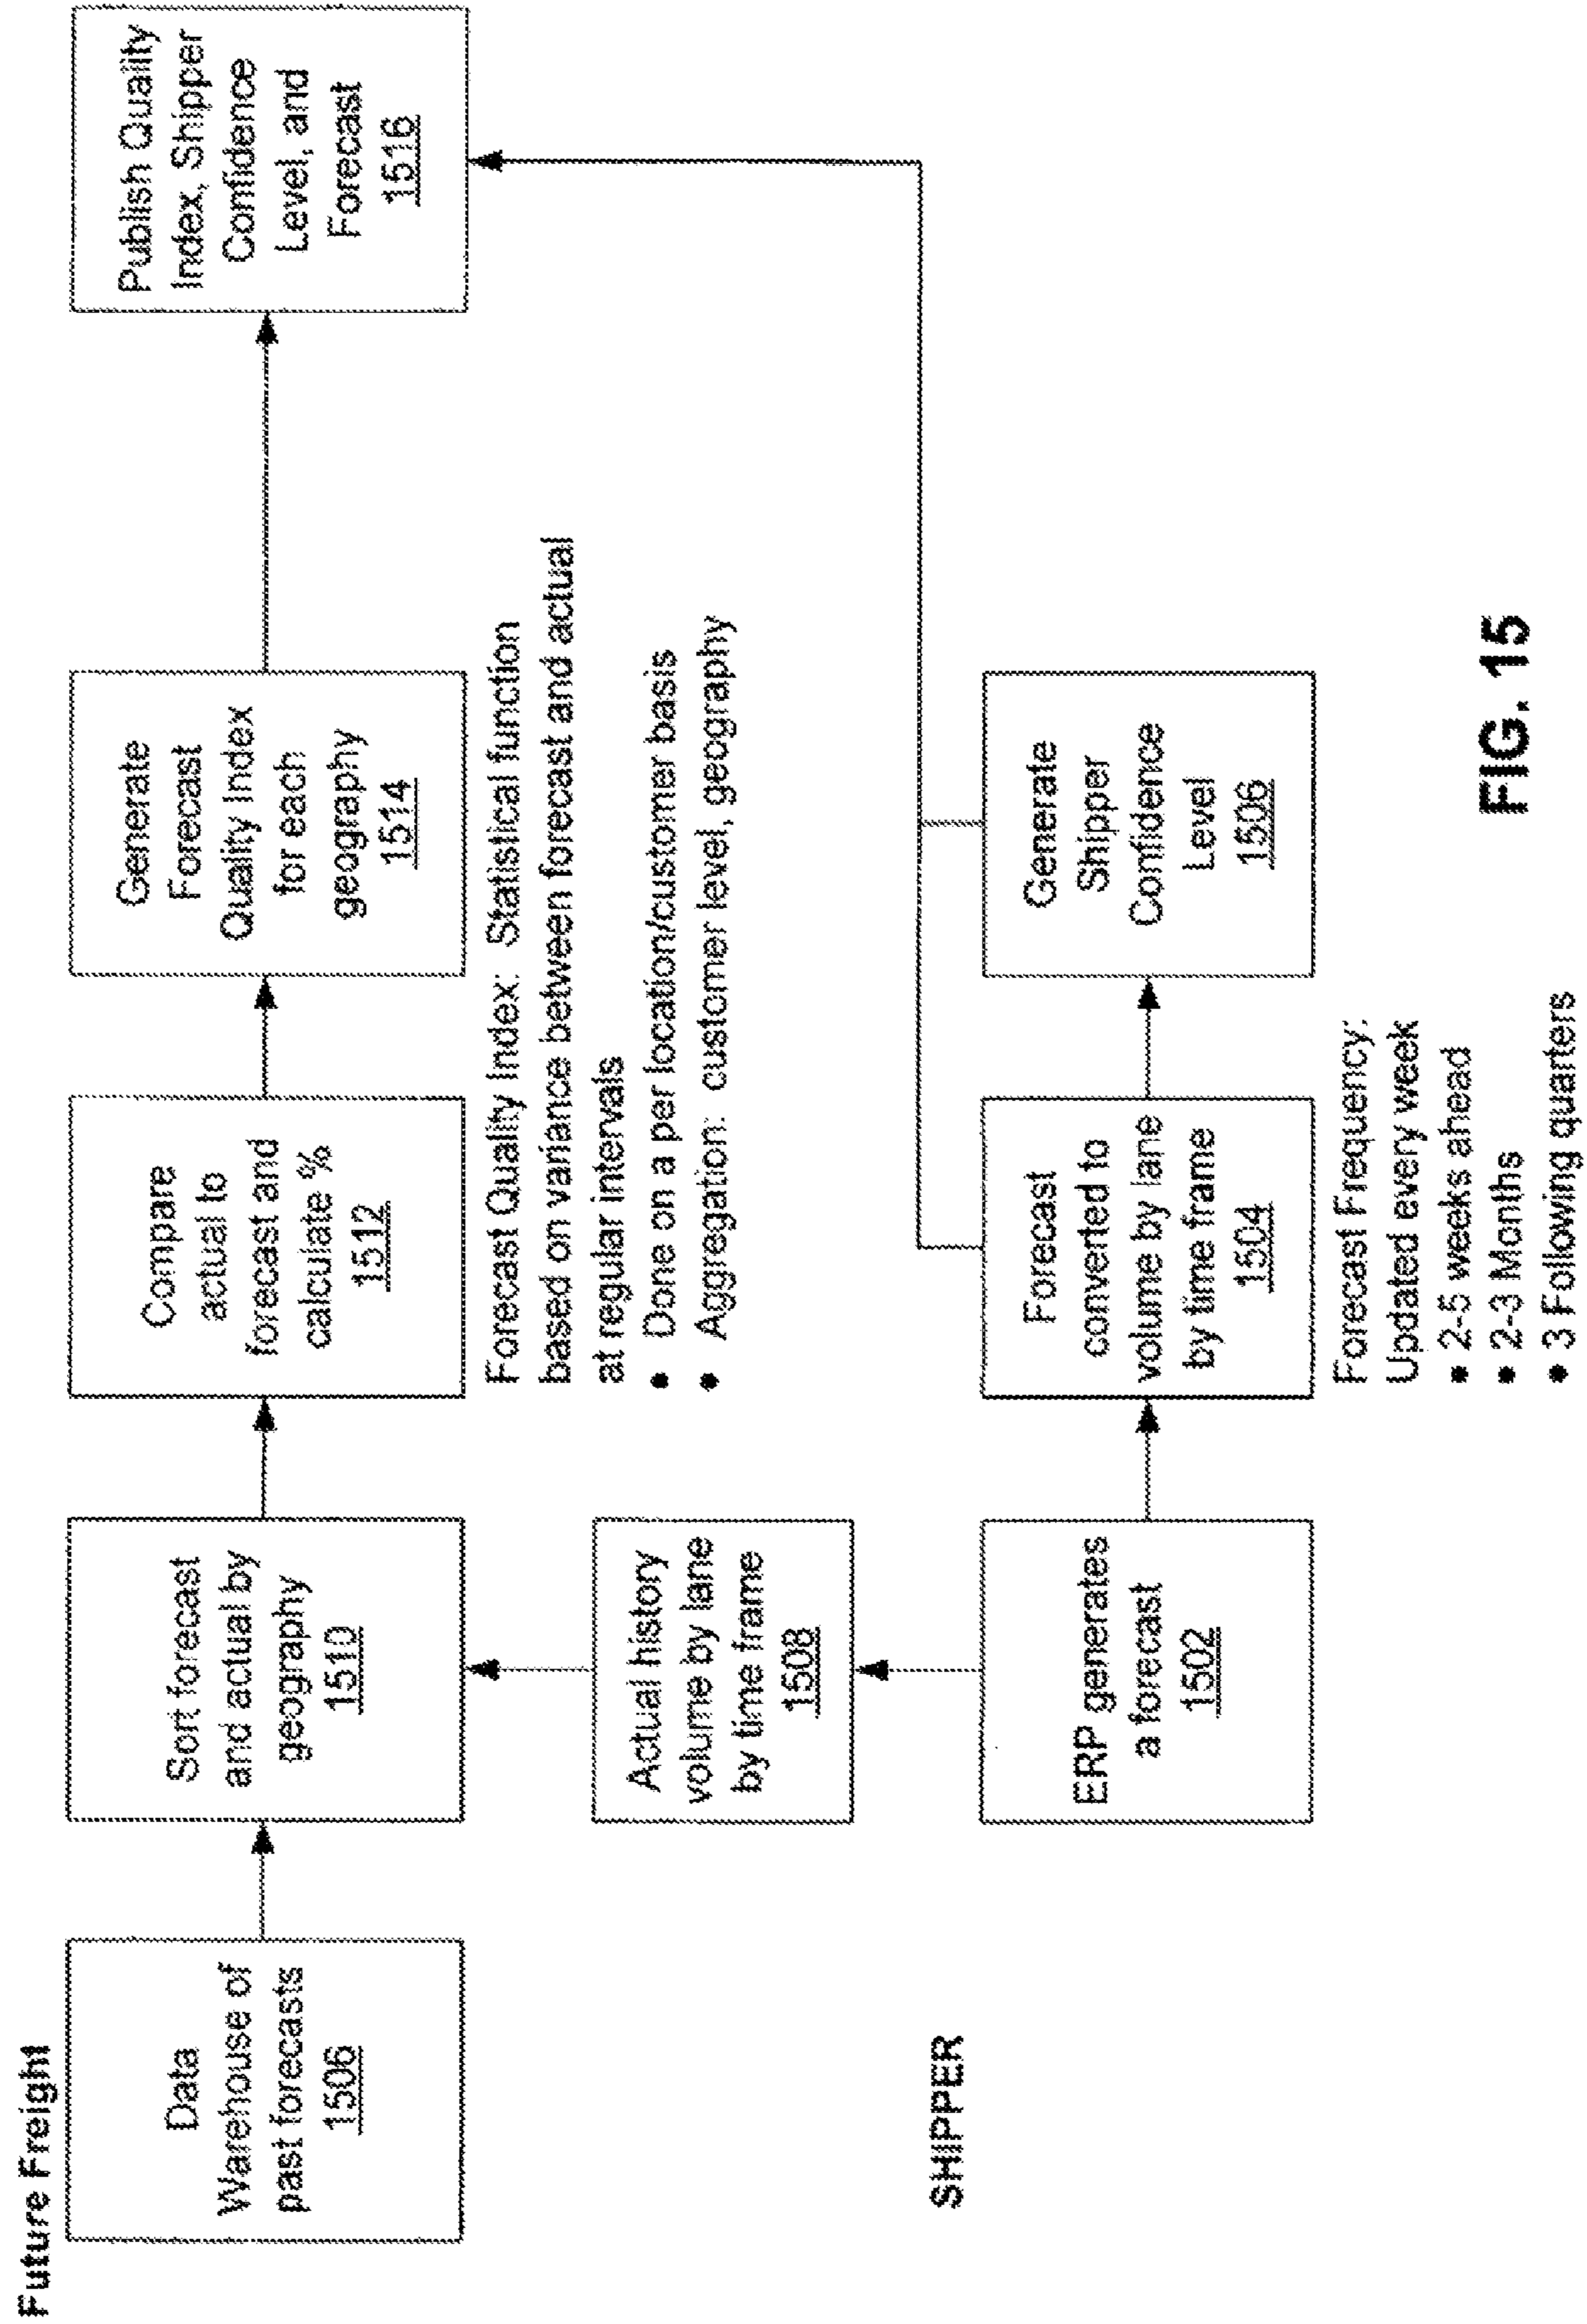 Future Freight
Data
Warehouse of
past forecasts
1506
Sort forecast
and actual by
geography
1510
Compare
actual to
forecast and
calculate %
1512
Generate
Forecast
Quality Index
for each
geography
1514
Publish Quality
Index, Shipper
Confidence
Level, and
Forecast
1516
Forecast Quality Index: Statistical function
based on variance between forecast and actual
at regular intervals
• Done on a per location/customer basis
• Aggregation: customer level, geography
Actual history
volume by lane
by time frame
1508
SHIPPER
ERP generates
a forecast
1502
Forecast
converted to
volume by lane
by time frame
1504
Generate
Shipper
Confidence
Level
1506
Forecast Frequency:
Updated every week
• 2-5 weeks ahead
• 2-3 Months
• 3 Following quarters
FIG. 15